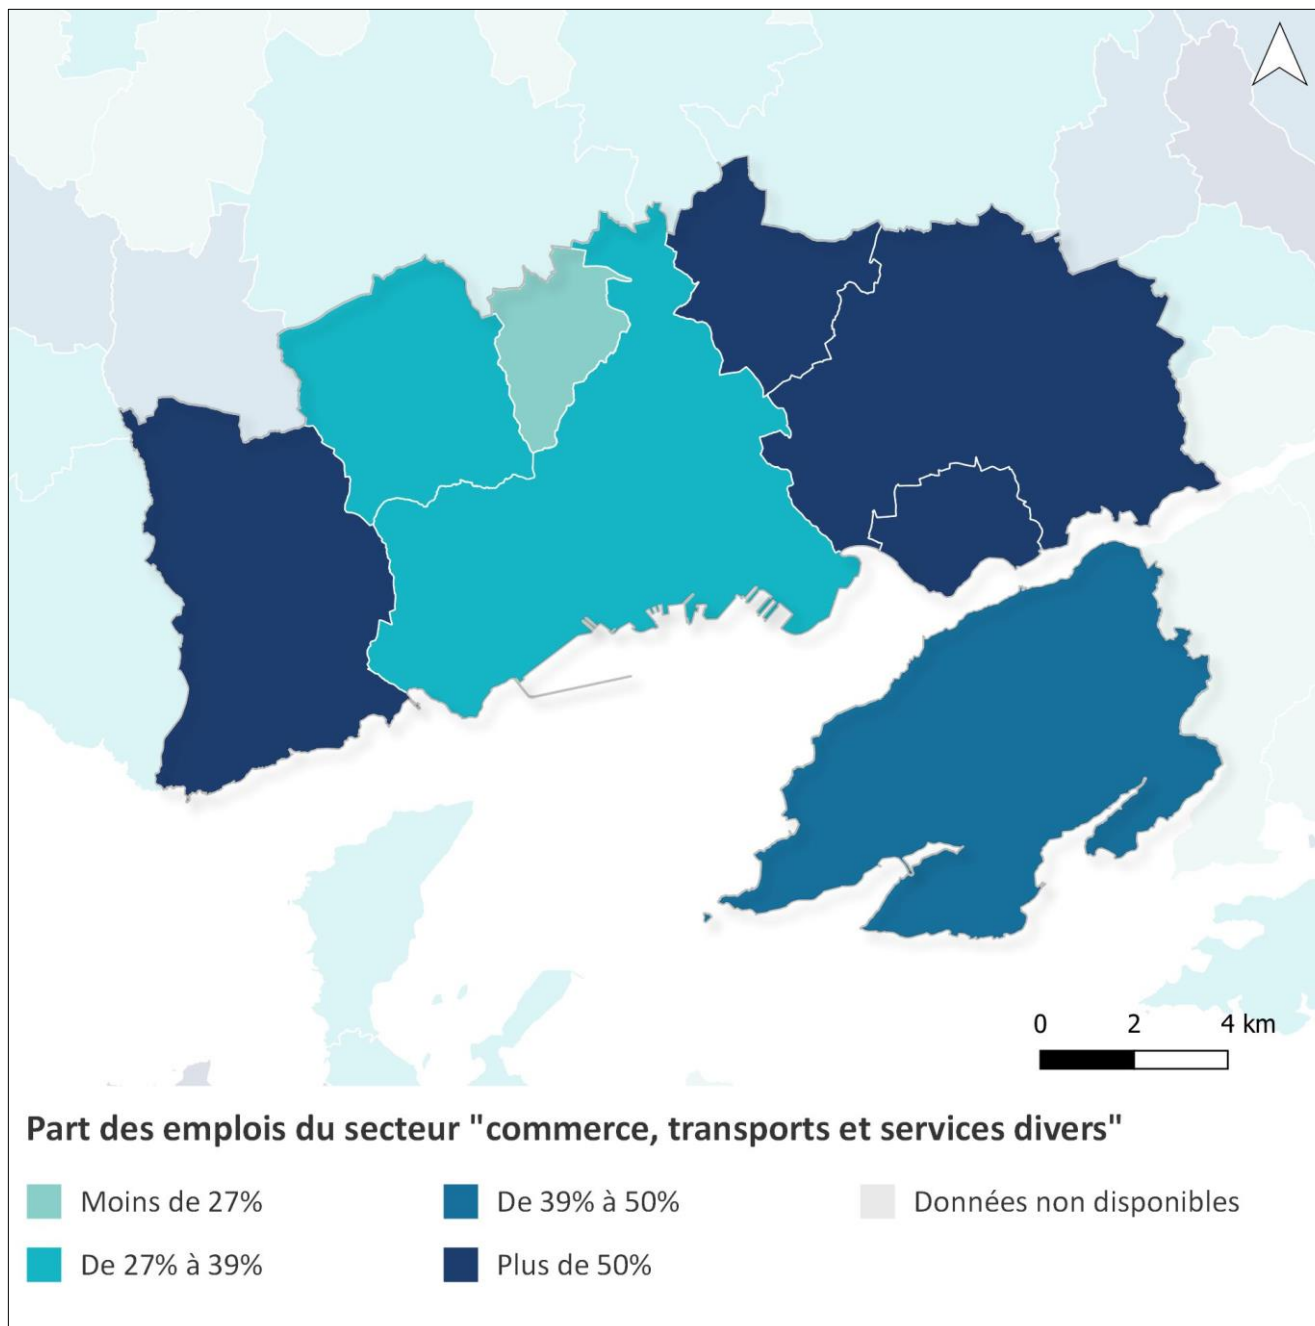 0 2 4 km
Part des emplois du secteur "commerce, transports et services divers"
Moins de 27% De 39% à 50% Données non disponibles
De 27% à 39% Plus de 50%